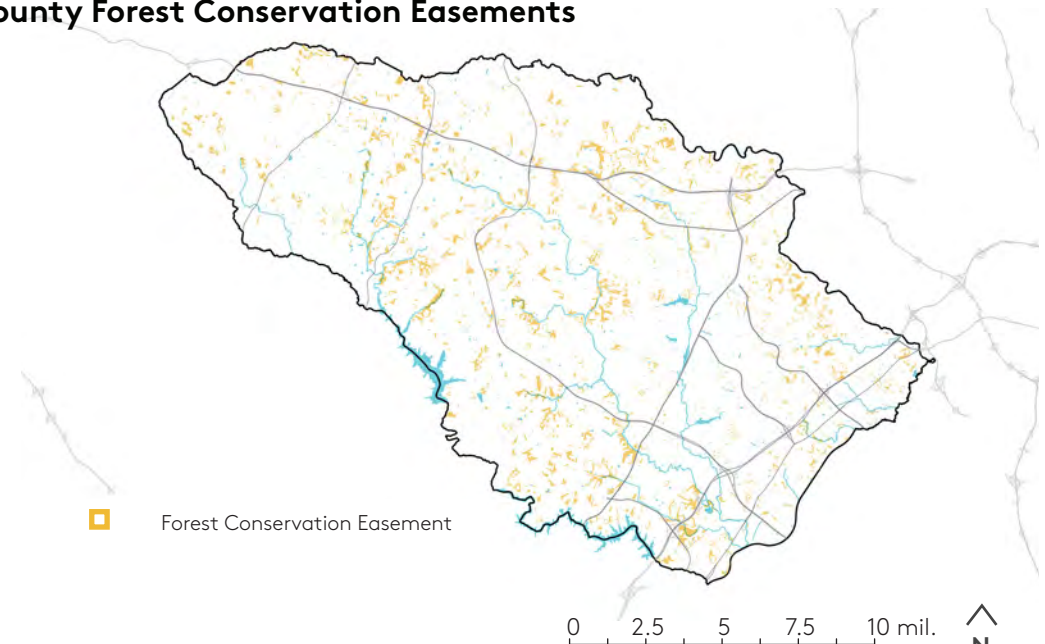 ounty Forest Conservation Easements
Forest Conservation Easement
0 2.5 5 7.5 10 mil.
N